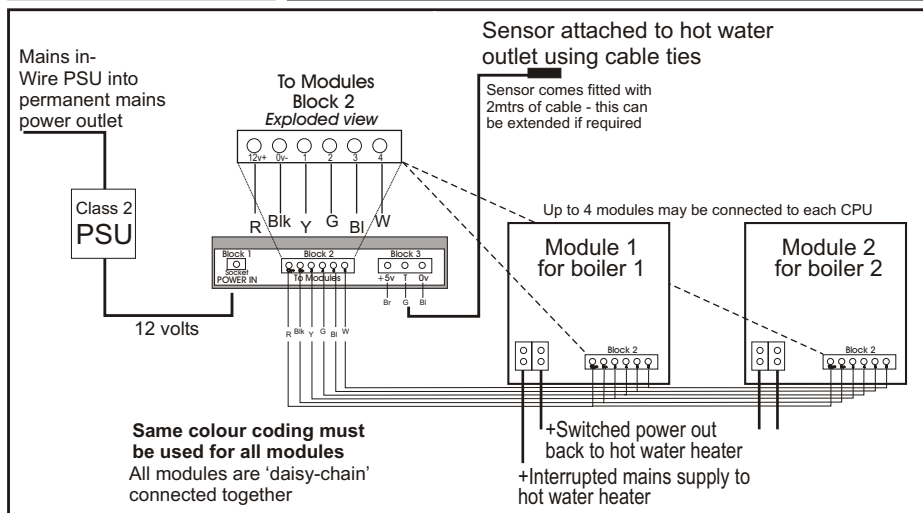 Mains in-
Wire PSU into
permanent mains
power outlet
Class 2
PSU
12 volts
To Modules
Block 2
Exploded view
12v+ 0v- 1 2 3 4
R Blk Y G Bl W
Block 1
Socket
POWER IN
Block 2
To Modules
Block 3
+5v T 0v
Br G Bl
R Blk Y G Bl W
Sensor attached to hot water
outlet using cable ties
Sensor comes fitted with
2mtrs of cable - this can
be extended if required
Up to 4 modules may be connected to each CPU
Module 1
for boiler 1
Block 2
Module 2
for boiler 2
Block 2
+Switched power out
back to hot water heater
+Interrupted mains supply to
hot water heater
Same colour coding must
be used for all modules
All modules are 'daisy-chain'
connected together